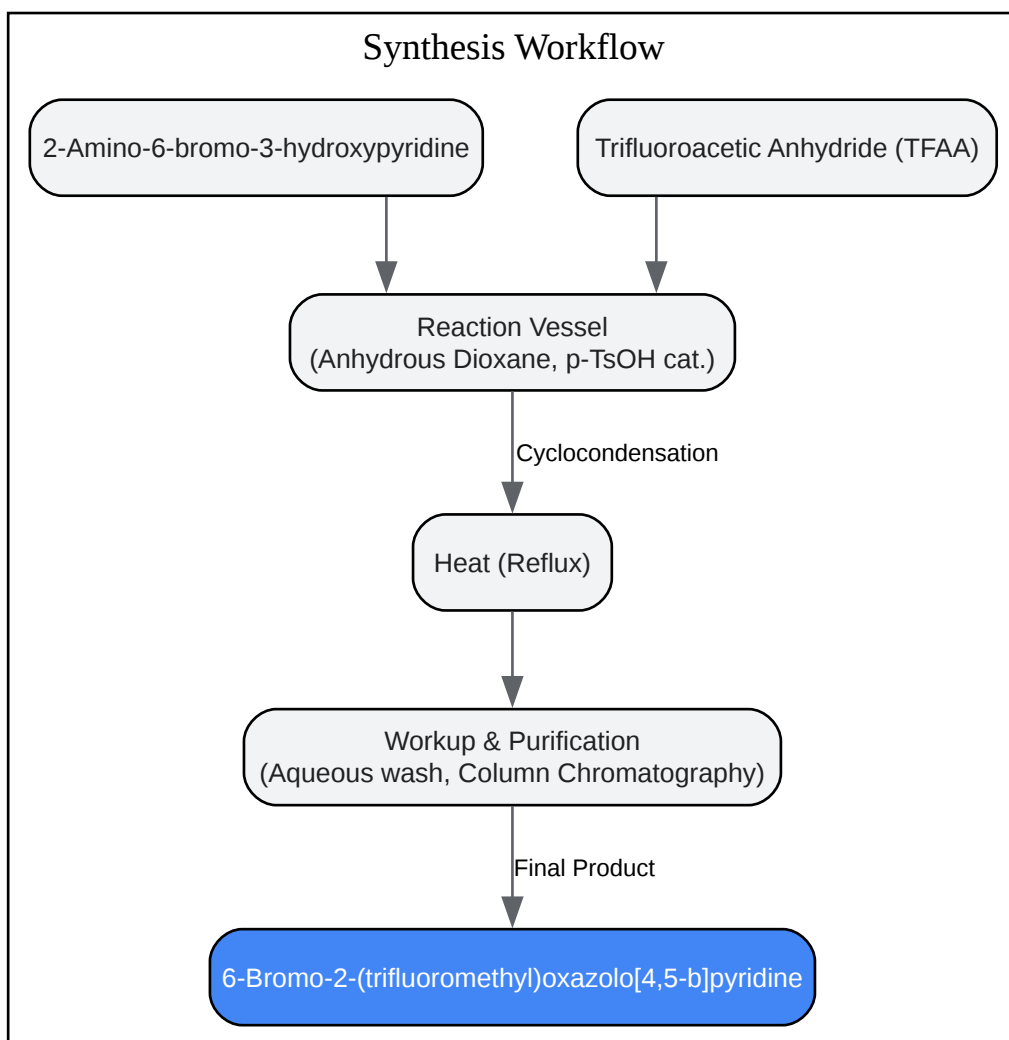 Synthesis Workflow
2-Amino-6-bromo-3-hydroxypyridine
Trifluoroacetic Anhydride (TFAA)
Reaction Vessel
(Anhydrous Dioxane, p-TsOH cat.)
Cyclocondensation
Heat (Reflux)
Workup & Purification
(Aqueous wash, Column Chromatography)
Final Product
6-Bromo-2-(trifluoromethyl)oxazolo[4,5-b]pyridine